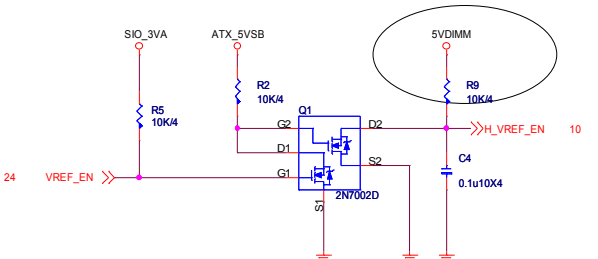 SIO_3VA ATX_5VSB 5VDIMM
R2
10K/4
R9
10K/4
R5
10K/4
Q1
G2 D2
H_VREF_EN 10
D1
S2
24 VREF_EN G1
C4
0.1u10X4
2N7002D
S1